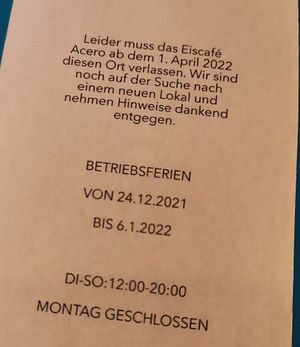 Leider muss das Eiscafé
Acero ab dem 1. April 2022
diesen Ort verlassen. Wir sind
noch auf der Suche nach
einem neuen Lokal und
nehmen Hinweise dankend
entgegen.
BETRIEBSFERIEN
VON 24.12.2021
BIS 6.1.2022
DI-SO:12:00-20:00
MONTAG GESCHLOSSEN